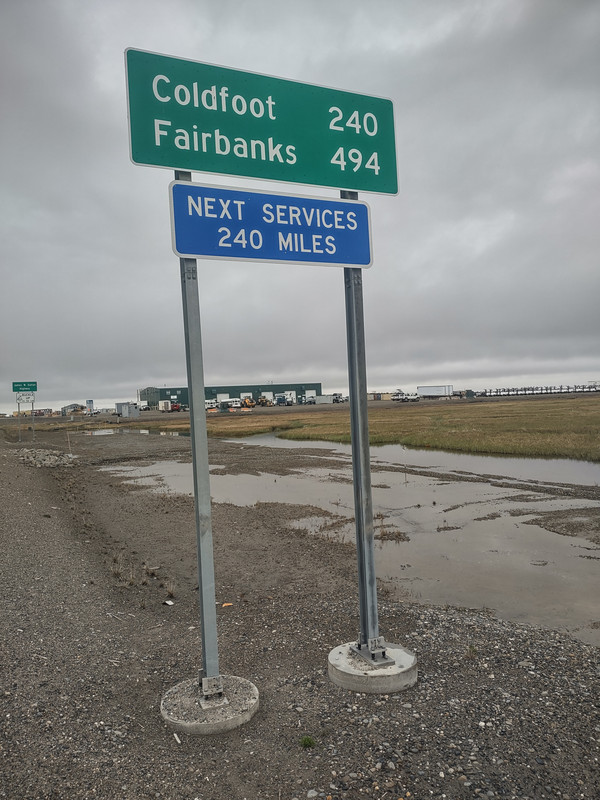 Coldfoot 240
Fairbanks 494
NEXT SERVICES
240 MILES